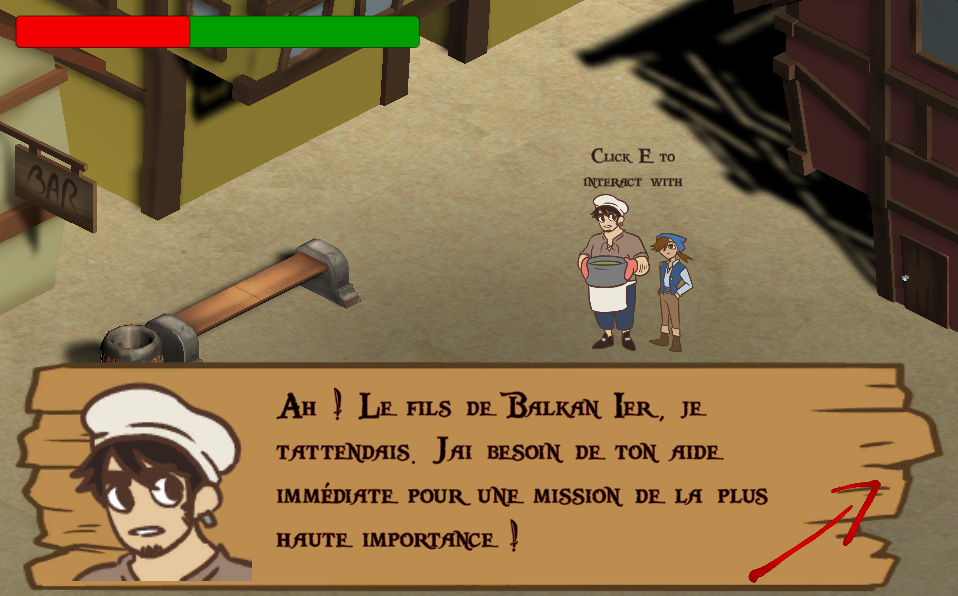 BAR
Click E to
interact with
Ah ! Le fils de Balkan Ier, je
tattendais. Jai besoin de ton aide
immédiate pour une mission de la plus
haute importance !